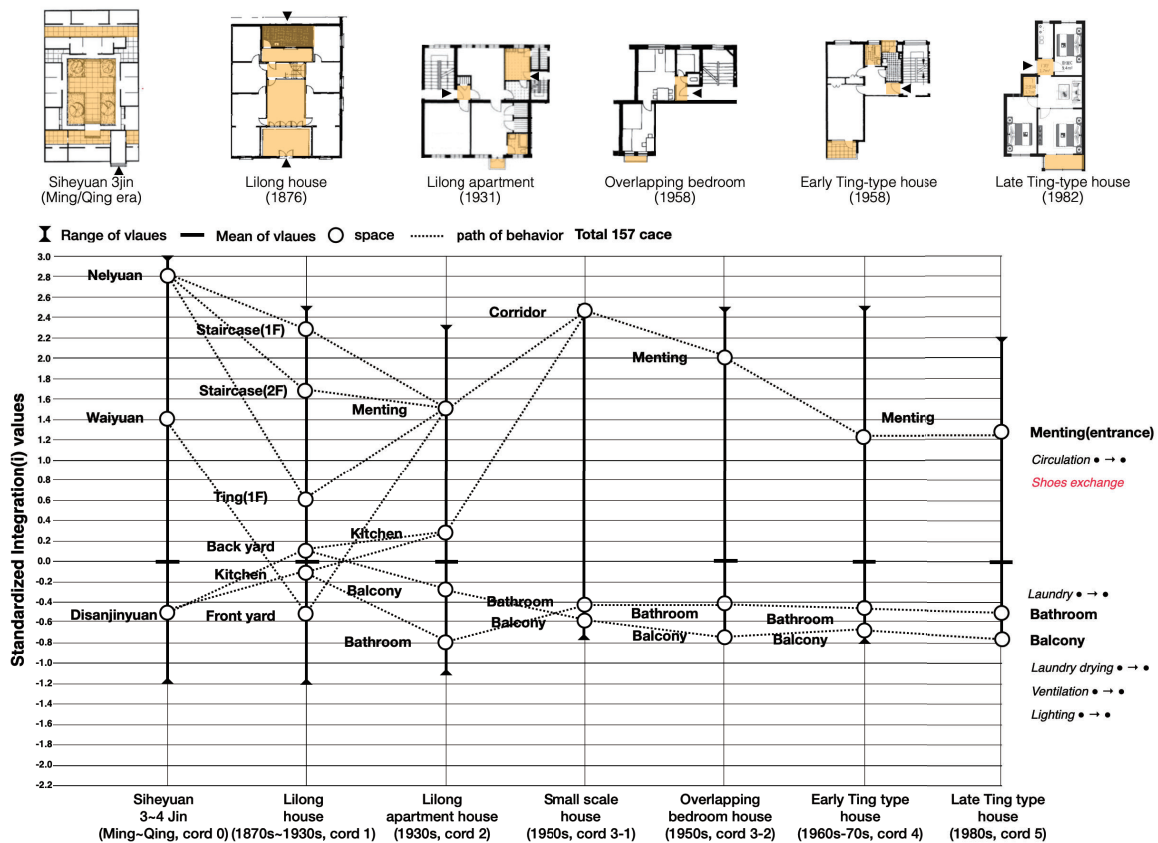 Siheyuan 3jin
(Ming/Qing era)
Lilong house
(1876)
Lilong apartment
(1931)
Overlapping bedroom
(1958)
Early Ting-type house
(1958)
Late Ting-type house
(1982)
Range of vlaues
Mean of vlaues
space
path of behavior
Total 157 cace
Standardized Integration(i) values
3.0
2.8
2.6
2.4
2.2
2.0
1.8
1.6
1.4
1.2
1.0
0.8
0.6
0.4
0.2
0.0
-0.2
-0.4
-0.6
-0.8
-1.0
-1.2
-1.4
-1.6
-1.8
-2.0
-2.2
Nelyuan
Waiyuan
Disanjinyuan
Staircase(1F)
Staircase(2F)
Ting(1F)
Back yard
Kitchen
Front yard
Menting
Kitchen
Balcony
Bathroom
Corridor
Bathroom
Balcony
Menting
Bathroom
Balcony
Menting
Bathroom
Balcony
Menting(entrance)
Circulation ● → ●
Shoes exchange
Laundry ● → ●
Bathroom
Balcony
Laundry drying ● → ●
Ventilation ● → ●
Lighting ● → ●
Siheyuan
3~4 Jin
(Ming~Qing, cord 0)
Lilong
house
(1870s~1930s, cord 1)
Lilong
apartment house
(1930s, cord 2)
Small scale
house
(1950s, cord 3-1)
Overlapping
bedroom house
(1950s, cord 3-2)
Early Ting type
house
(1960s-70s, cord 4)
Late Ting type
house
(1980s, cord 5)